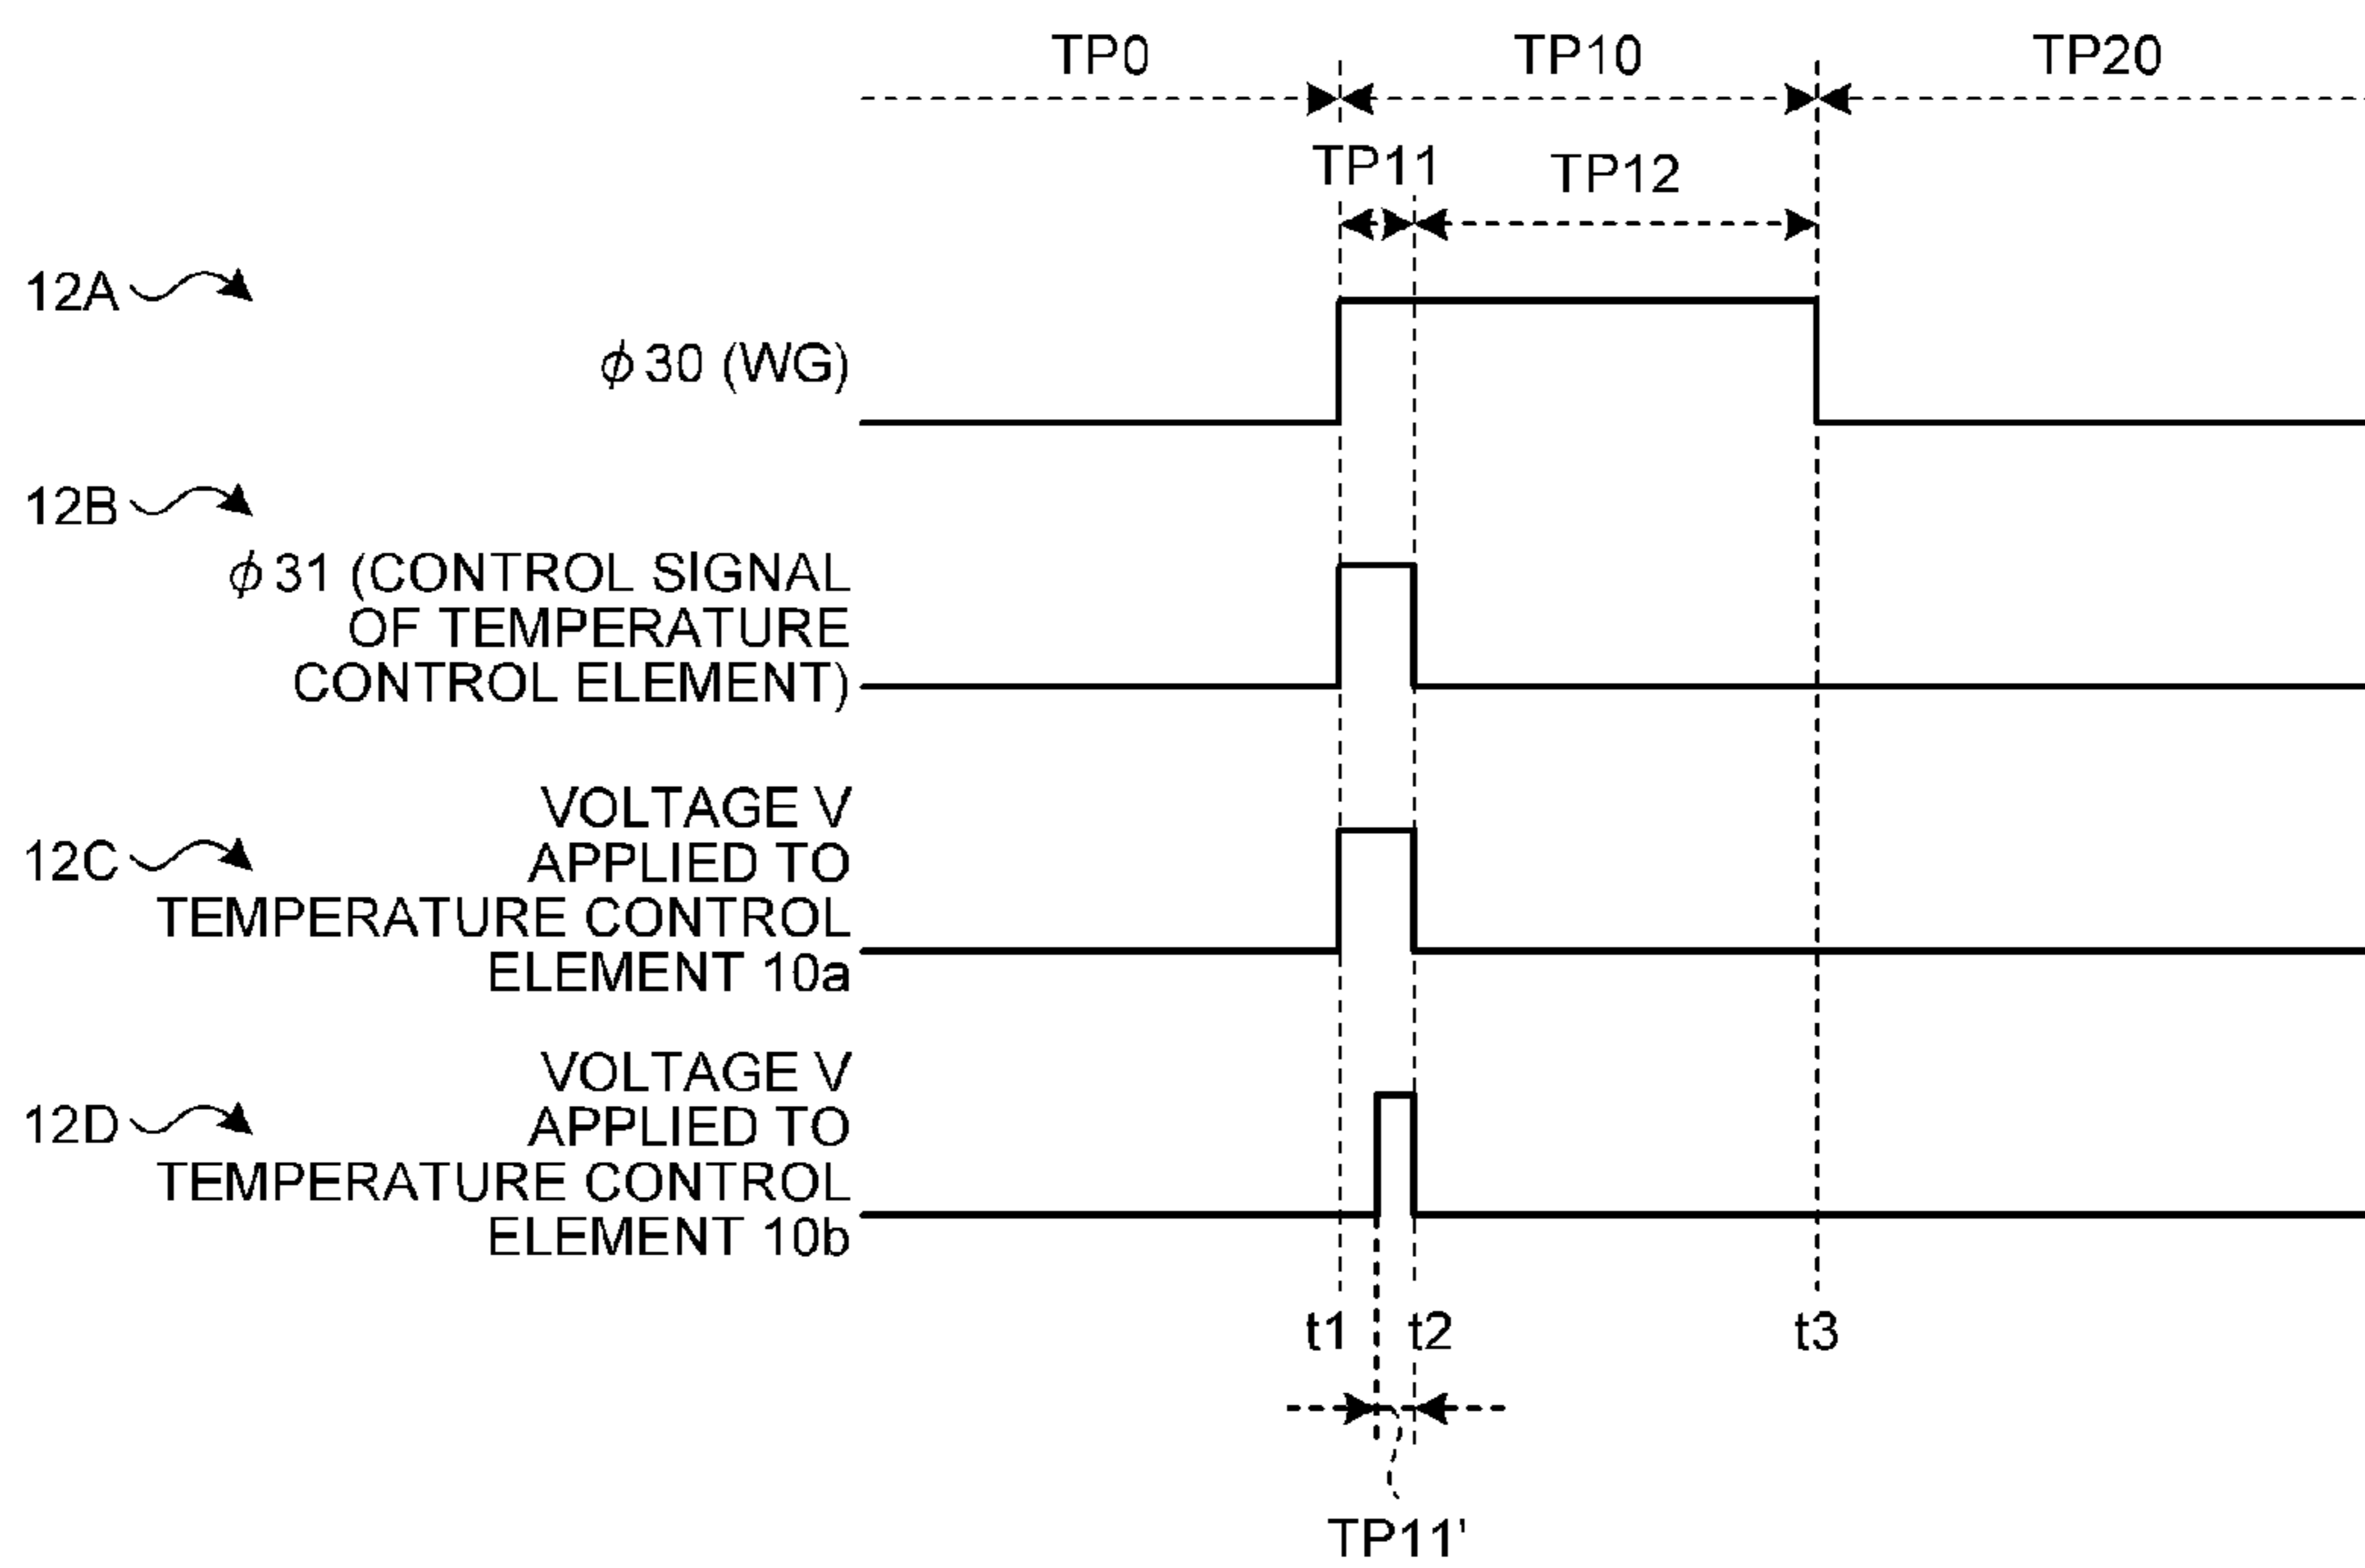 TP0 TP10 TP20
TP11 TP12
12A
ϕ30 (WG)
12B
ϕ31 (CONTROL SIGNAL
OF TEMPERATURE
CONTROL ELEMENT)
VOLTAGE V
12C
APPLIED TO
TEMPERATURE CONTROL
ELEMENT 10a
VOLTAGE V
12D
APPLIED TO
TEMPERATURE CONTROL
ELEMENT 10b
t1 t2 t3
TP11'